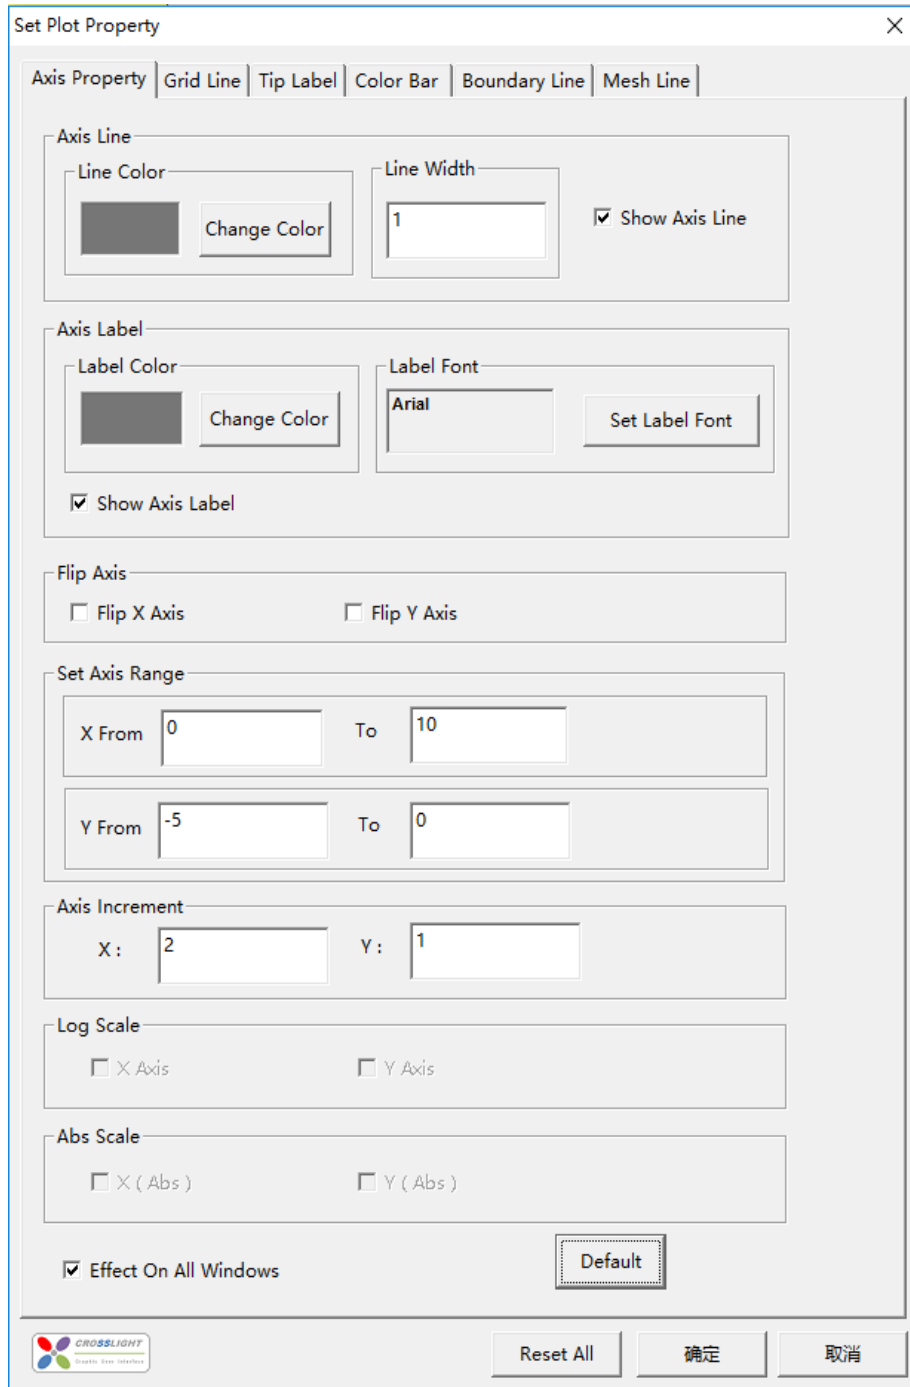 Set Plot Property
Axis Property Grid Line Tip Label Color Bar Boundary Line Mesh Line
Axis Line
Line Color Line Width
Change Color 1 Show Axis Line
Axis Label
Label Color Label Font
Change Color Arial Set Label Font
Show Axis Label
Flip Axis
Flip X Axis Flip Y Axis
Set Axis Range
X From 0 To 10
Y From -5 To 0
Axis Increment
X : 2 Y : 1
Log Scale
X Axis Y Axis
Abs Scale
X ( Abs ) Y ( Abs )
Effect On All Windows Default
CROSSLIGHT
Graphic User Interface
Reset All 确定 取消